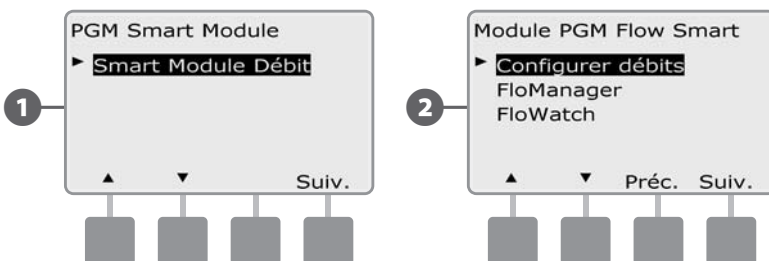 1
PGM Smart Module
► Smart Module Débit
▲ ▼ Suiv.
2
Module PGM Flow Smart
► Configurer débits
FloManager
FloWatch
▲ ▼ Préc. Suiv.